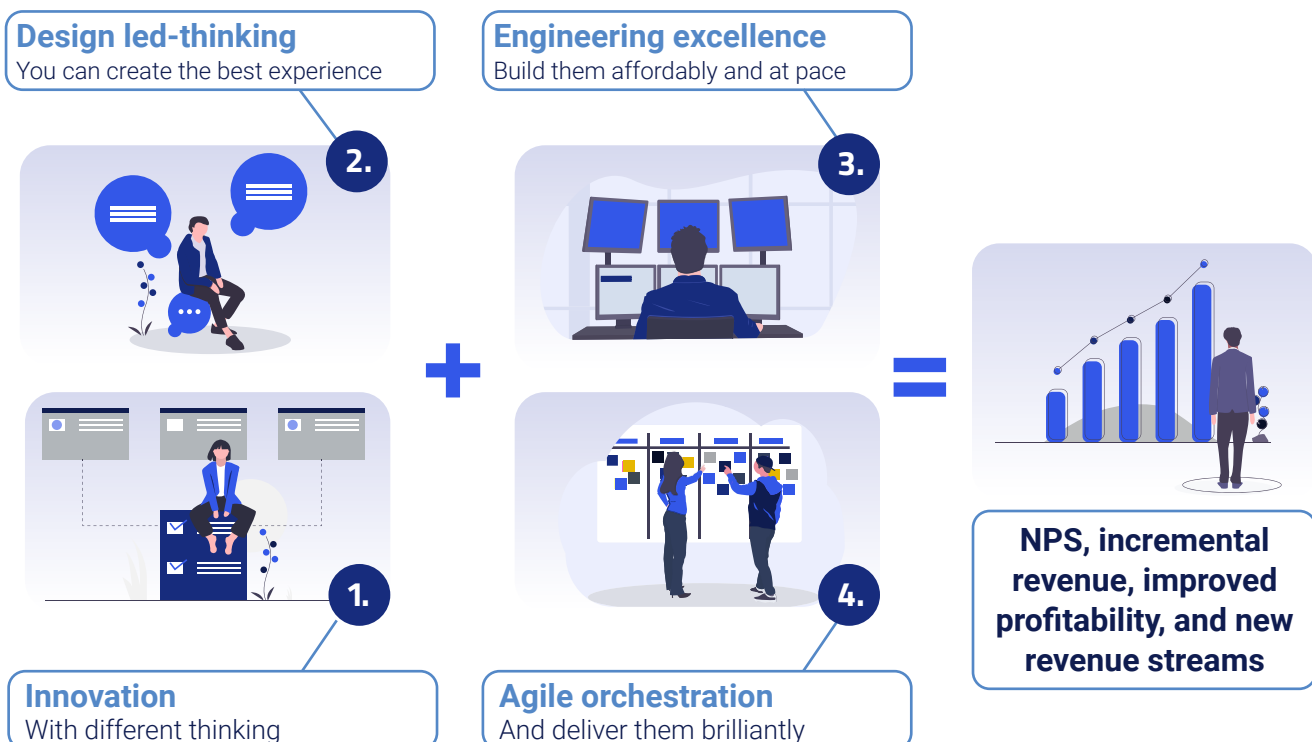 Design led-thinking
You can create the best experience
2.
Engineering excellence
Build them affordably and at pace
3.
+
=
1.
Innovation
With different thinking
4.
Agile orchestration
And deliver them brilliantly
NPS, incremental
revenue, improved
profitability, and new
revenue streams